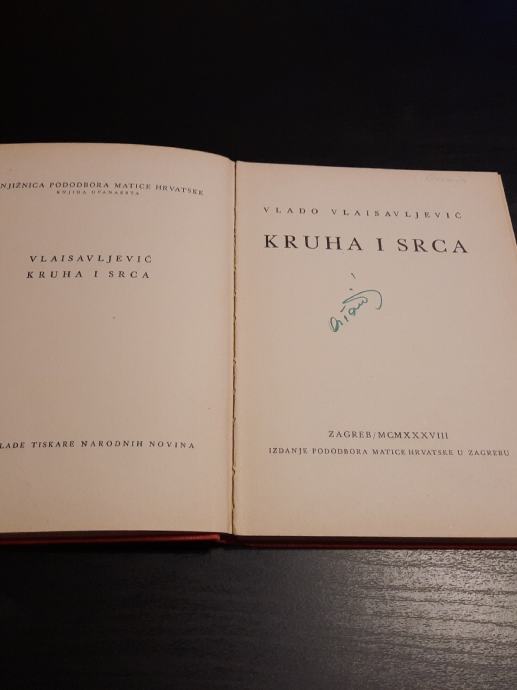 NJIŽNICA PODODBORA MATICE HRVATSKE
KNJIGA DVANAESTA
VLAISAVLJEVIĆ
KRUHA I SRCA
LADE TISKARE NARODNIH NOVINA
VLADO VLAISAVLJEVIĆ
KRUHA I SRCA
ZAGREB/MCMXXXVIII
IZDANJE PODODBORA MATICE HRVATSKE U ZAGREBU